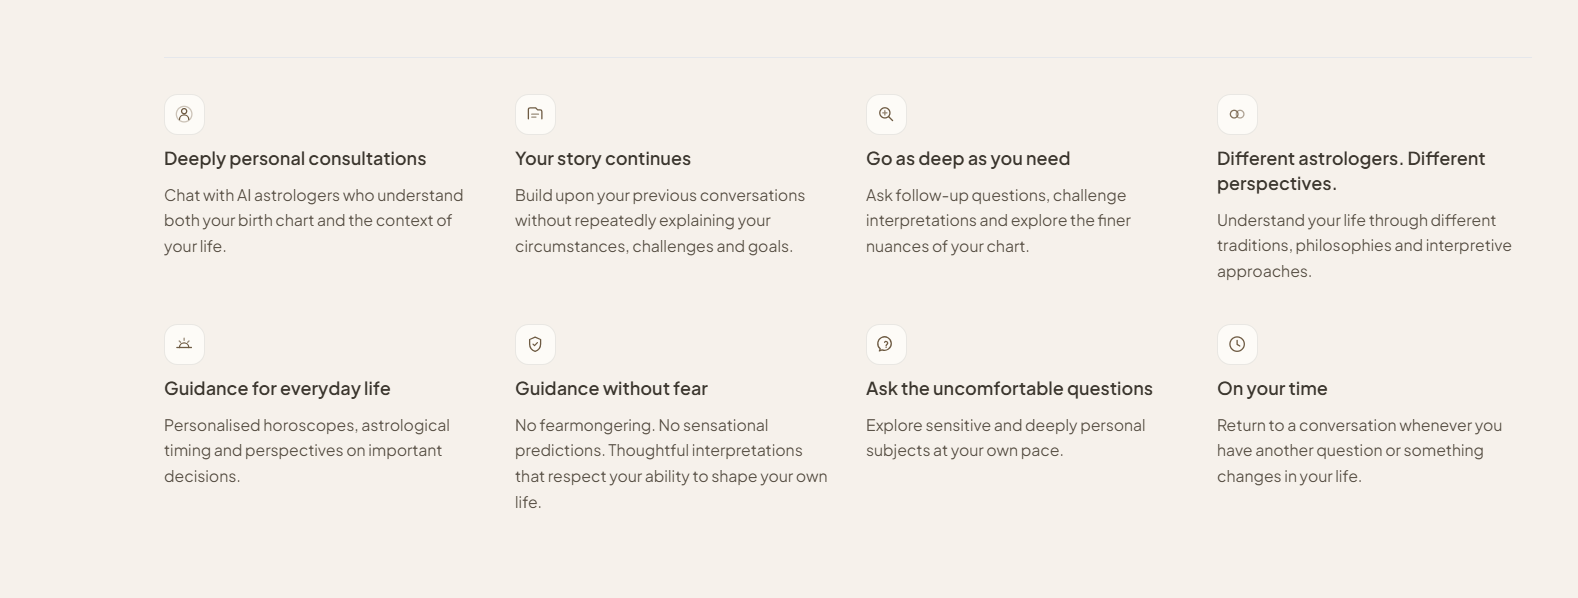 Deeply personal consultations
Chat with AI astrologers who understand
both your birth chart and the context of
your life.
Your story continues
Build upon your previous conversations
without repeatedly explaining your
circumstances, challenges and goals.
Go as deep as you need
Ask follow-up questions, challenge
interpretations and explore the finer
nuances of your chart.
Different astrologers. Different
perspectives.
Understand your life through different
traditions, philosophies and interpretive
approaches.
Guidance for everyday life
Personalised horoscopes, astrological
timing and perspectives on important
decisions.
Guidance without fear
No fearmongering. No sensational
predictions. Thoughtful interpretations
that respect your ability to shape your own
life.
Ask the uncomfortable questions
Explore sensitive and deeply personal
subjects at your own pace.
On your time
Return to a conversation whenever you
have another question or something
changes in your life.